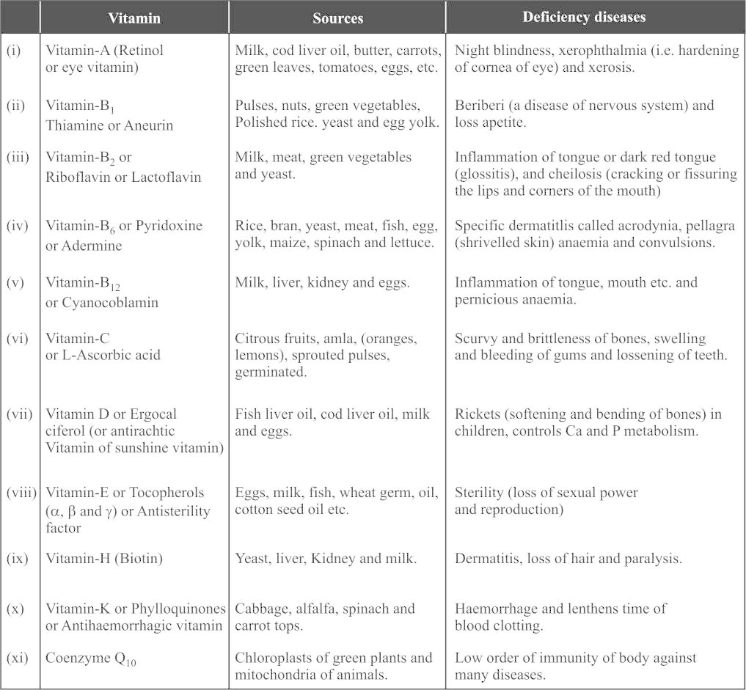 Vitamin Sources Deficiency diseases
(i) Vitamin-A (Retinol Milk, cod liver oil, butter, carrots, Night blindness, xerophthalmia (i.e. hardening
or eye vitamin) green leaves, tomatoes, eggs, etc. of cornea of eye) and xerosis.
(ii) Vitamin-B1 Pulses, nuts, green vegetables, Beriberi (a disease of nervous system) and
Thiamine or Aneurin Polished rice. yeast and egg yolk. loss apetite.
(iii) Vitamin-B2 or Milk, meat, green vegetables Inflammation of tongue or dark red tongue
Riboflavin or Lactoflavin and yeast. (glossitis), and cheilosis (cracking or fissuring
the lips and corners of the mouth)
(iv) Vitamin-B6 or Pyridoxine Rice, bran, yeast, meat, fish, egg, Specific dermatitlis called acrodynia, pellagra
or Adermine yolk, maize, spinach and lettuce. (shrivelled skin) anaemia and convulsions.
(v) Vitamin-B12 Milk, liver, kidney and eggs. Inflammation of tongue, mouth etc. and
or Cyanocoblamin pernicious anaemia.
(vi) Vitamin-C Citrous fruits, amla, (oranges, Scurvy and brittleness of bones, swelling
or L-Ascorbic acid lemons), sprouted pulses, and bleeding of gums and lossening of teeth.
germinated.
(vii) Vitamin D or Ergocal Fish liver oil, cod liver oil, milk Rickets (softening and bending of bones) in
ciferol (or antirachtic and eggs. children, controls Ca and P metabolism.
Vitamin of sunshine vitamin)
(viii) Vitamin-E or Tocopherols Eggs, milk, fish, wheat germ, oil, Sterility (loss of sexual power
(α, β and γ) or Antisterility cotton seed oil etc. and reproduction)
factor
(ix) Vitamin-H (Biotin) Yeast, liver, Kidney and milk. Dermatitis, loss of hair and paralysis.
(x) Vitamin-K or Phylloquinones Cabbage, alfalfa, spinach and Haemorrhage and lenthens time of
or Antihaemorrhagic vitamin carrot tops. blood clotting.
(xi) Coenzyme Q10 Chloroplasts of green plants and Low order of immunity of body against
mitochondria of animals. many diseases.